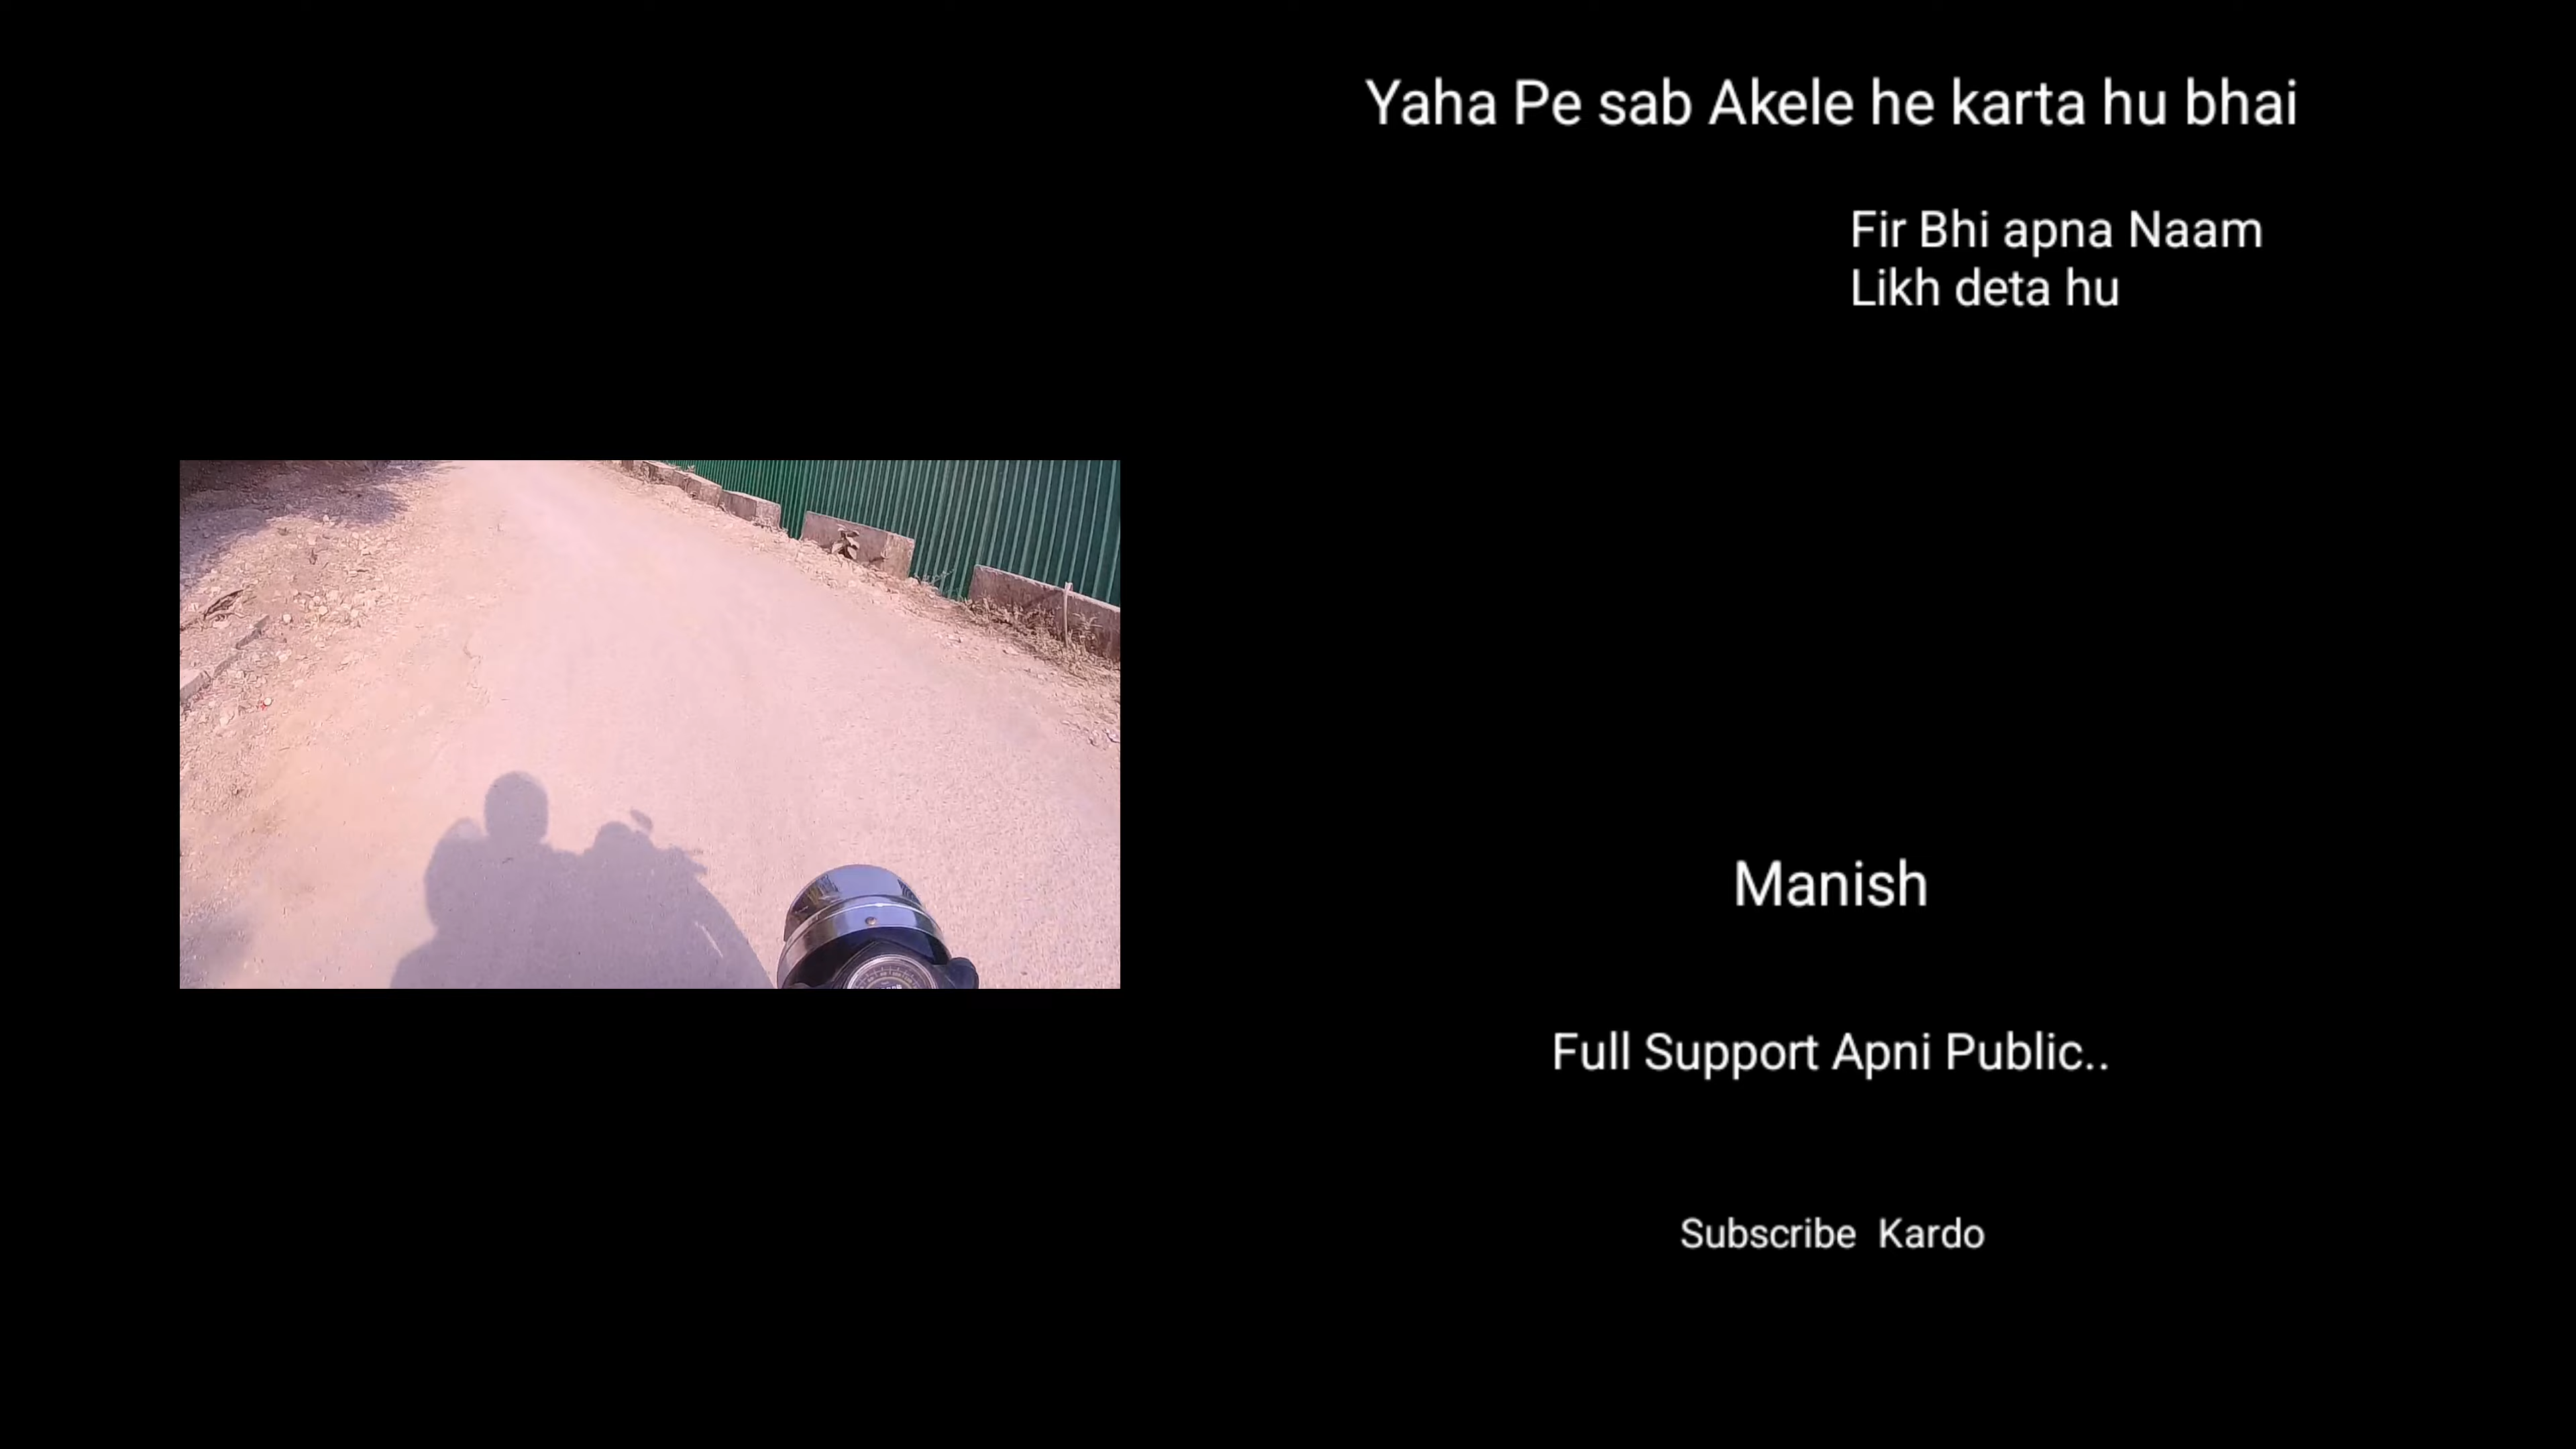 Yaha Pe sab Akele he karta hu bhai
Fir Bhi apna Naam
Likh deta hu
Manish
Full Support Apni Public..
Subscribe Kardo